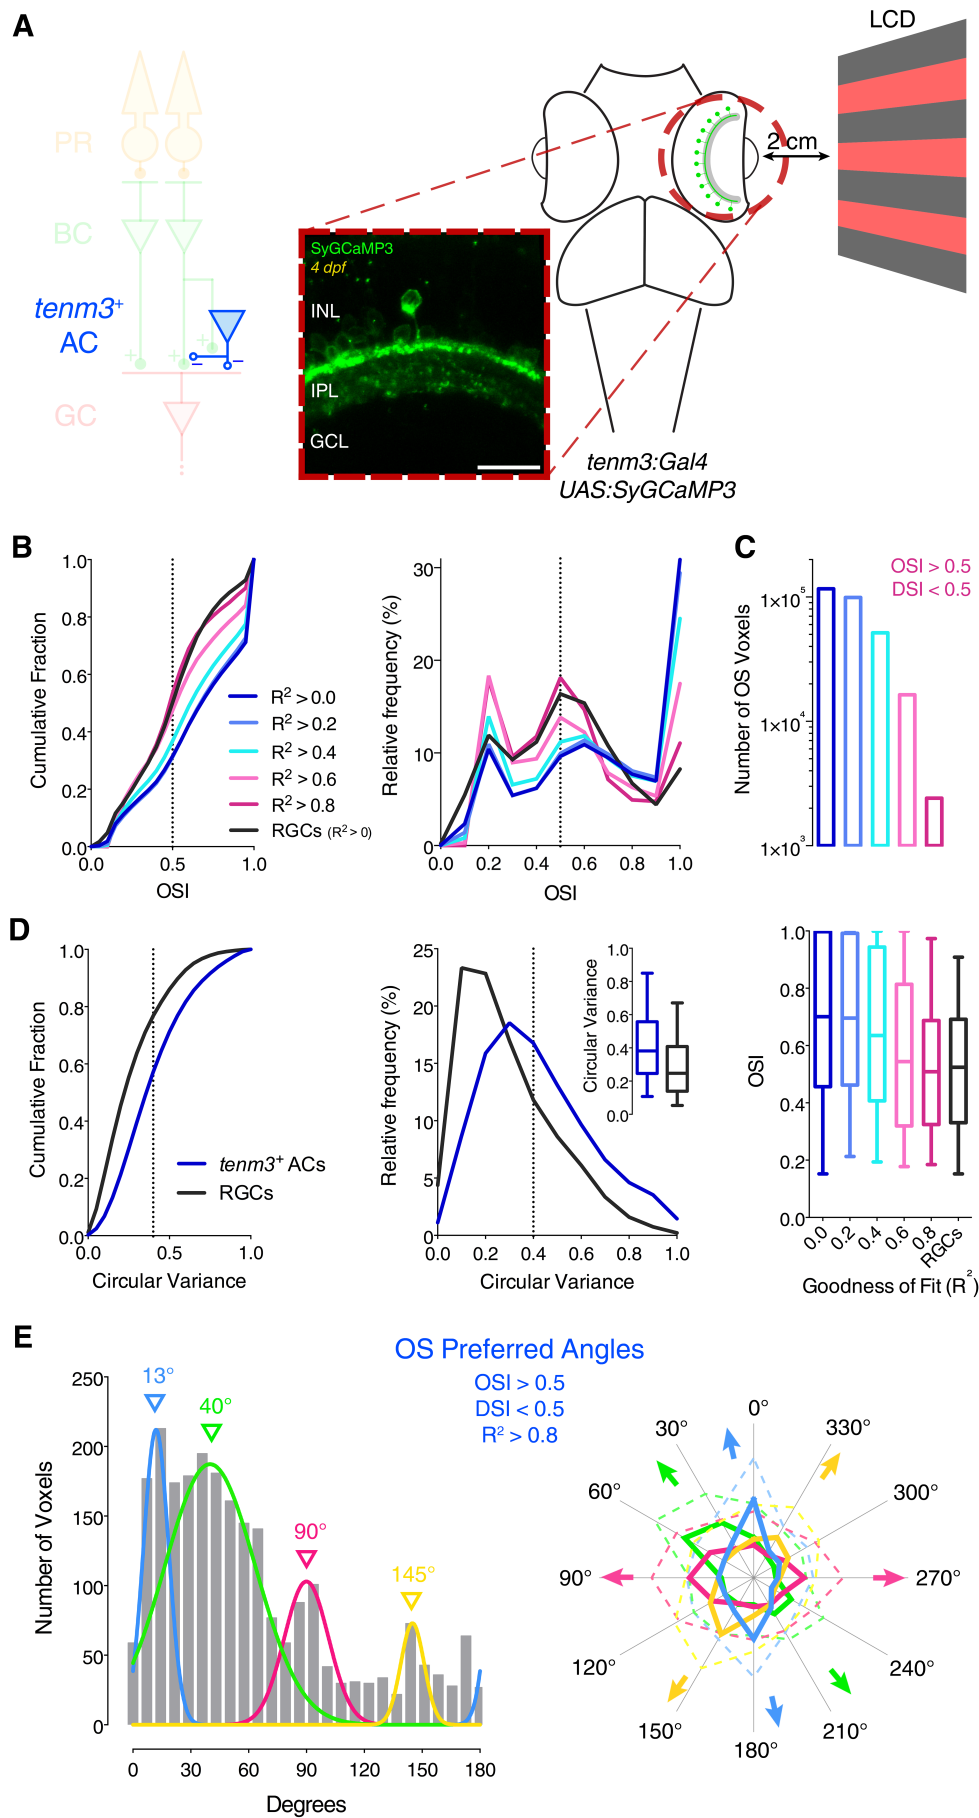 A
PR
BC
tenm3+
AC
GC
+
+
+
−
−
SyGCaMP3
4 dpf
INL
IPL
GCL
LCD
2 cm
tenm3:Gal4
UAS:SyGCaMP3
B
Cumulative Fraction
1.0
0.8
0.6
0.4
0.2
0.0
0.0
0.5
1.0
OSI
R² > 0.0
R² > 0.2
R² > 0.4
R² > 0.6
R² > 0.8
RGCs (R² > 0)
Relative frequency (%)
30
20
10
0
0.0
0.2
0.4
0.6
0.8
1.0
OSI
C
OSI > 0.5
DSI < 0.5
Number of OS Voxels
1×10⁵
1×10⁴
1×10³
D
Cumulative Fraction
1.0
0.8
0.6
0.4
0.2
0.0
0.0
0.5
1.0
Circular Variance
tenm3+ ACs
RGCs
Relative frequency (%)
25
20
15
10
5
0
0.0
0.2
0.4
0.6
0.8
1.0
Circular Variance
Circular Variance
1.0
0.8
0.6
0.4
0.2
0.0
OSI
1.0
0.8
0.6
0.4
0.2
0.0
0.0
0.2
0.4
0.6
0.8
RGCs
Goodness of Fit (R²)
E
OS Preferred Angles
OSI > 0.5
DSI < 0.5
R² > 0.8
Number of Voxels
250
200
150
100
50
0
13°
40°
90°
145°
0
30
60
90
120
150
180
Degrees
0°
30°
330°
60°
300°
90°
270°
120°
240°
150°
210°
180°